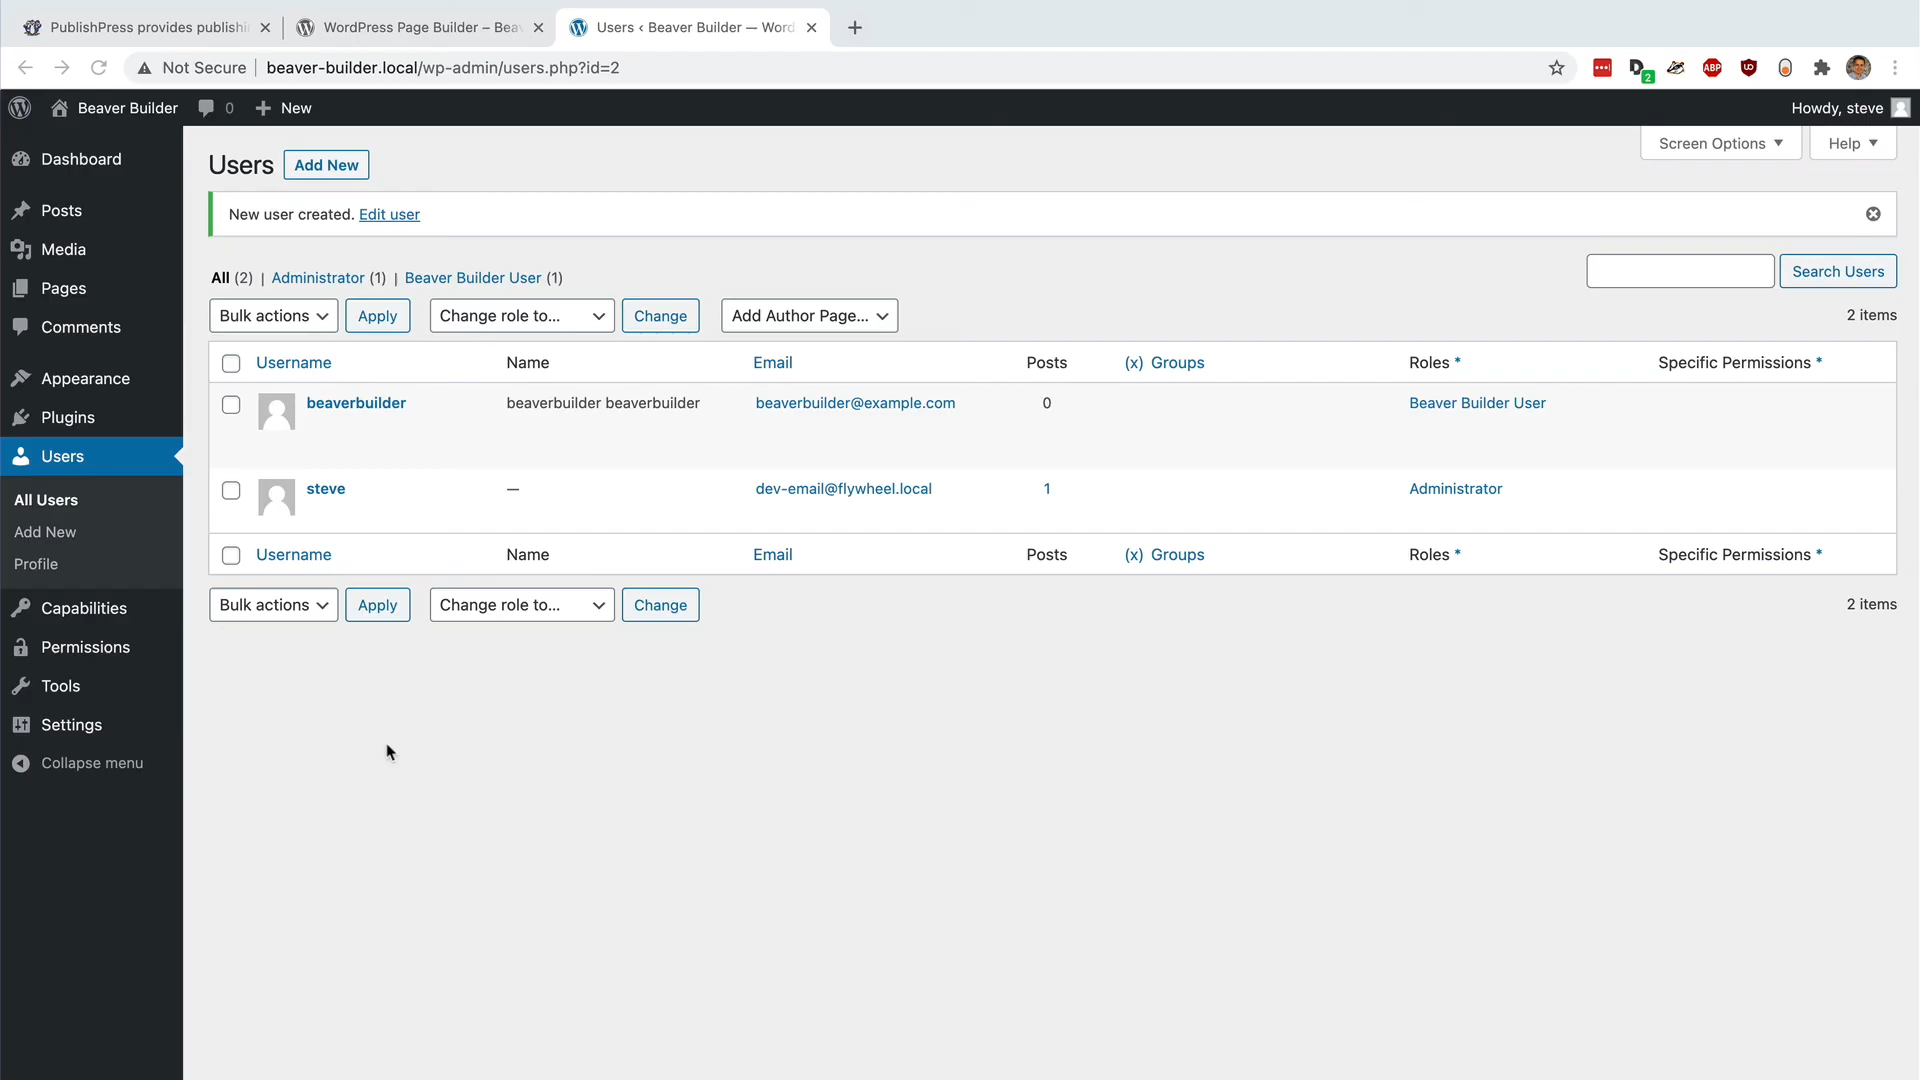 PublishPress provides publishi
WordPress Page Builder – Bea
Users ‹ Beaver Builder — Word
Not Secure beaver-builder.local/wp-admin/users.php?id=2
2
ABP
Beaver Builder 0 New Howdy, steve
Dashboard
Posts
Media
Pages
Comments
Appearance
Plugins
Users
All Users
Add New
Profile
Capabilities
Permissions
Tools
Settings
Collapse menu
Screen Options Help
Users Add New
New user created. Edit user
All (2) | Administrator (1) | Beaver Builder User (1)
Search Users
Bulk actions Apply Change role to... Change Add Author Page... 2 items
Username Name Email Posts (x) Groups Roles * Specific Permissions *
beaverbuilder beaverbuilder beaverbuilder beaverbuilder@example.com 0 Beaver Builder User
steve — dev-email@flywheel.local 1 Administrator
Username Name Email Posts (x) Groups Roles * Specific Permissions *
Bulk actions Apply Change role to... Change 2 items